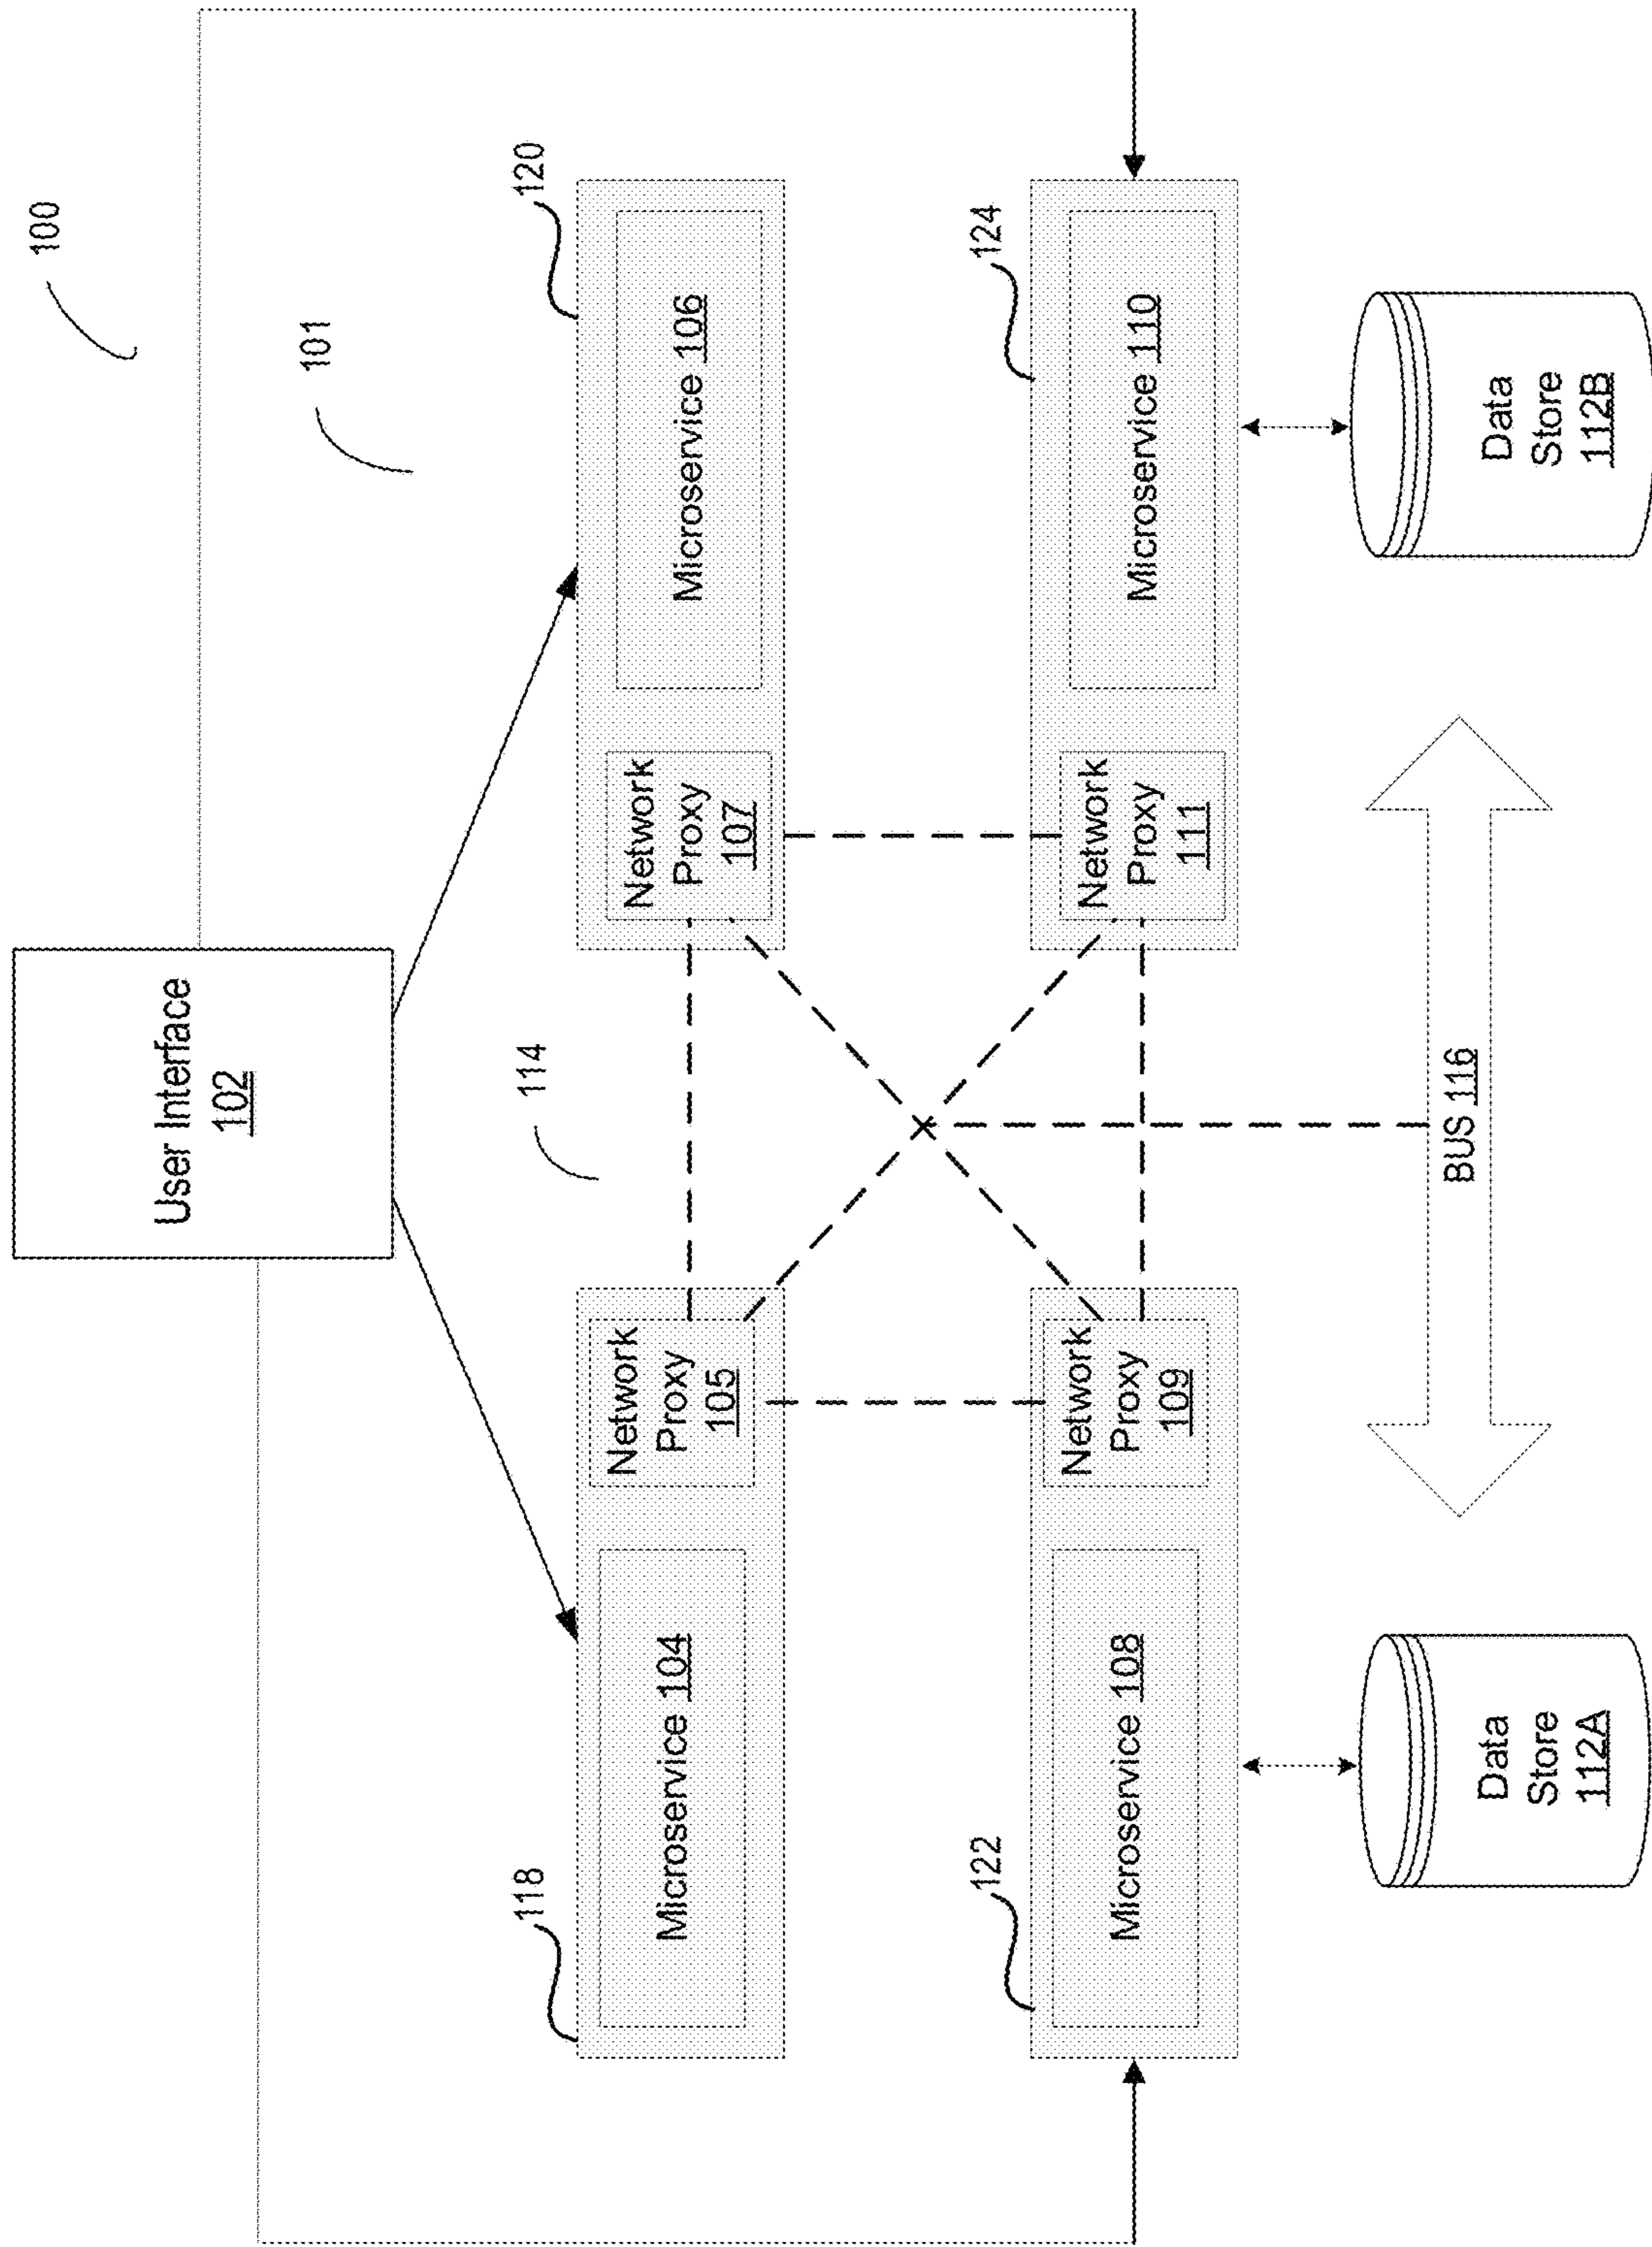 100
User Interface
102
101
118
120
Microservice 104
Network
Proxy
105
Network
Proxy
107
Microservice 106
114
122
124
Microservice 108
Network
Proxy
109
Network
Proxy
111
Microservice 110
BUS 116
Data
Store
112A
Data
Store
112B